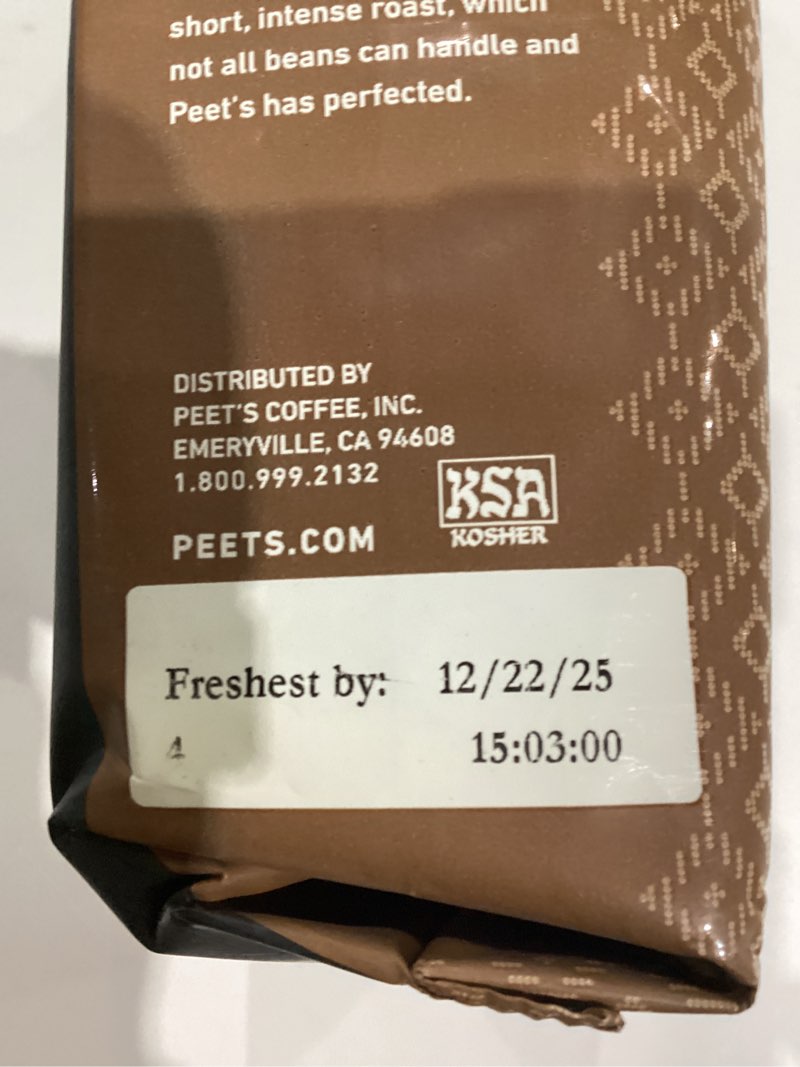 short, intense roast, which
not all beans can handle and
Peet's has perfected.
DISTRIBUTED BY
PEET'S COFFEE, INC.
EMERYVILLE, CA 94608
1.800.999.2132
PEETS.COM
KSA
KOSHER
Freshest by: 12/22/25
4 15:03:00